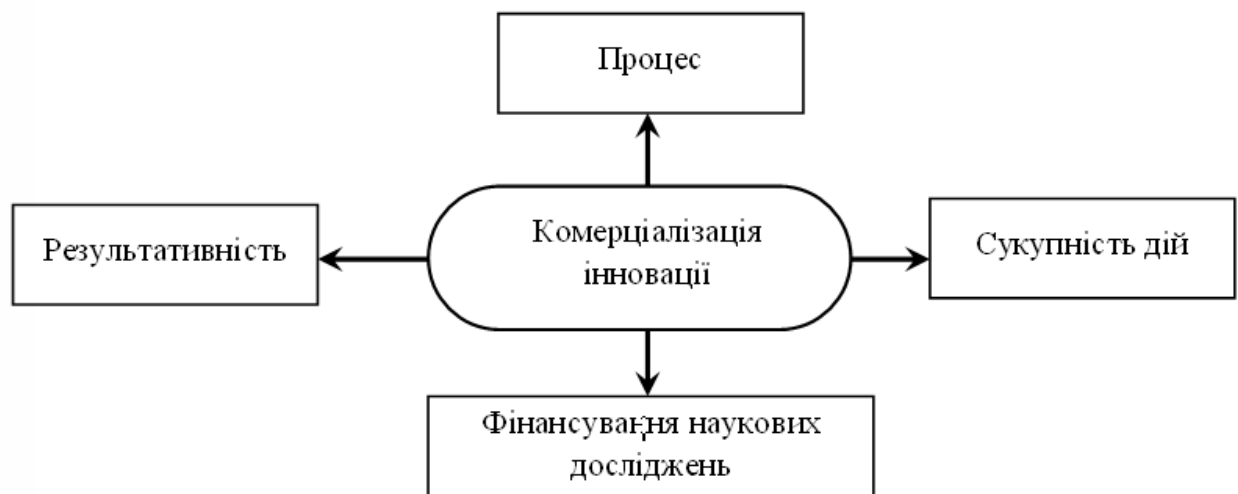 Процес
Результативність
Комерціалізація
інновації
Сукупність дій
Фінансування наукових
досліджень